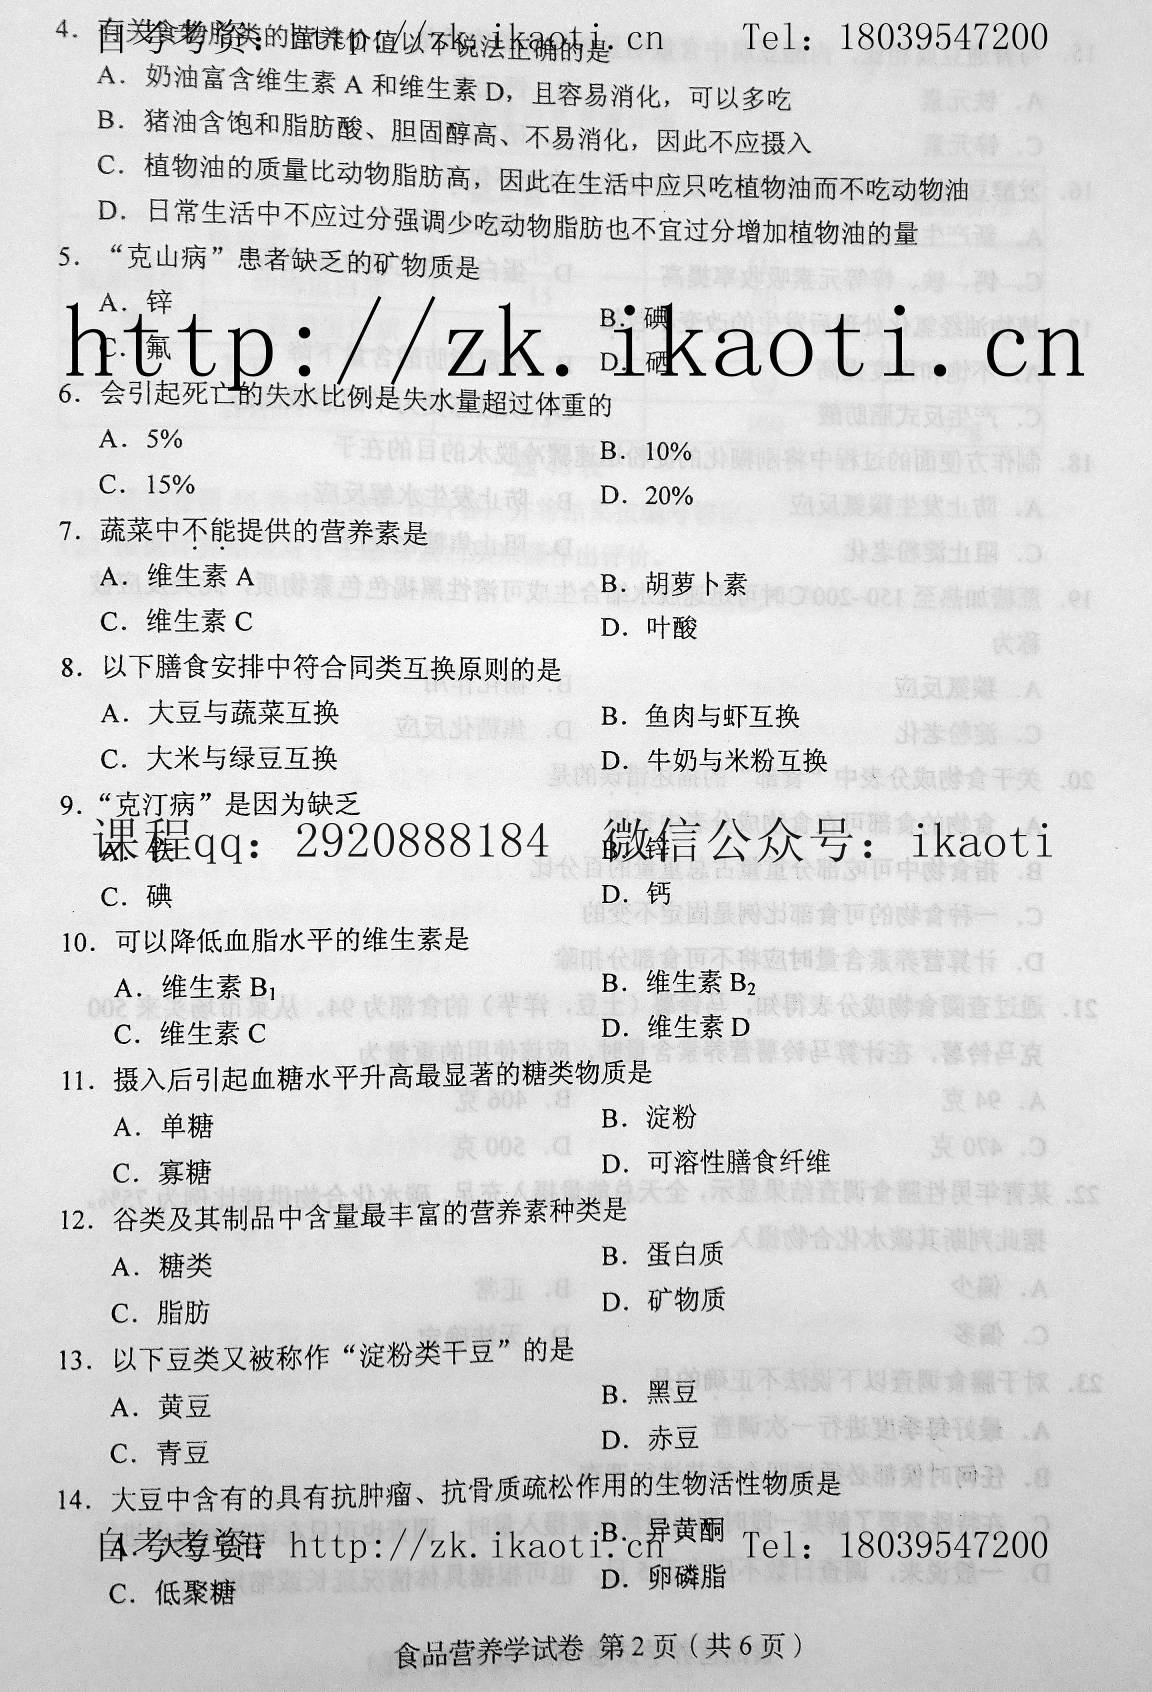 4. 有关食物脂类的营养价值以下说法正确的是
自考考资: http://zk.ikaoti.cn Tel: 18039547200
A. 奶油富含维生素 A 和维生素 D,且容易消化,可以多吃
B. 猪油含饱和脂肪酸、胆固醇高、不易消化,因此不应摄入
C. 植物油的质量比动物脂肪高,因此在生活中应只吃植物油而不吃动物油
D. 日常生活中不应过分强调少吃动物脂肪也不宜过分增加植物油的量
5. “克山病”患者缺乏的矿物质是
A. 锌 B. 碘
http://zk.ikaoti.cn
C. 氟 D. 硒
6. 会引起死亡的失水比例是失水量超过体重的
A. 5% B. 10%
C. 15% D. 20%
7. 蔬菜中不能提供的营养素是
A. 维生素 A B. 胡萝卜素
C. 维生素 C D. 叶酸
8. 以下膳食安排中符合同类互换原则的是
A. 大豆与蔬菜互换 B. 鱼肉与虾互换
C. 大米与绿豆互换 D. 牛奶与米粉互换
9. “克汀病”是因为缺乏
A. 铁 B. 锌
课程qq: 2920888184 微信公众号: ikaoti
C. 碘 D. 钙
10. 可以降低血脂水平的维生素是
A. 维生素 B₁ B. 维生素 B₂
C. 维生素 C D. 维生素 D
11. 摄入后引起血糖水平升高最显著的糖类物质是
A. 单糖 B. 淀粉
C. 寡糖 D. 可溶性膳食纤维
12. 谷类及其制品中含量最丰富的营养素种类是
A. 糖类 B. 蛋白质
C. 脂肪 D. 矿物质
13. 以下豆类又被称作“淀粉类干豆”的是
A. 黄豆 B. 黑豆
C. 青豆 D. 赤豆
14. 大豆中含有的具有抗肿瘤、抗骨质疏松作用的生物活性物质是
A. 大豆皂苷 B. 异黄酮
自考考资: http://zk.ikaoti.cn Tel: 18039547200
C. 低聚糖 D. 卵磷脂
食品营养学试卷 第 2 页 ( 共 6 页 )